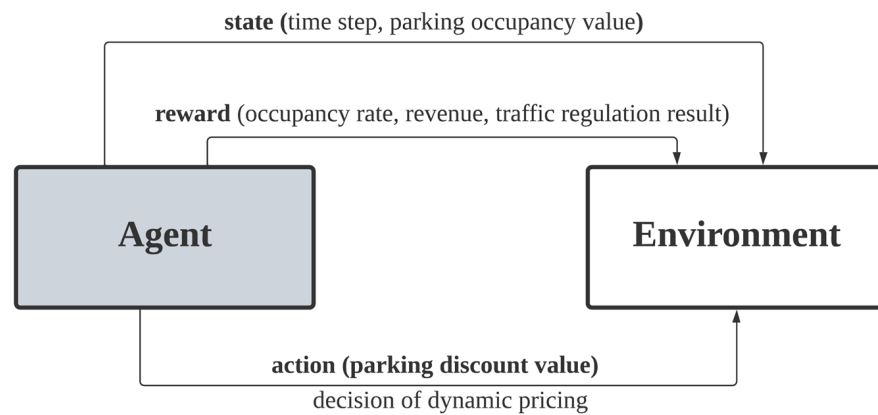 state (time step, parking occupancy value)
reward (occupancy rate, revenue, traffic regulation result)
Agent
Environment
action (parking discount value)
decision of dynamic pricing